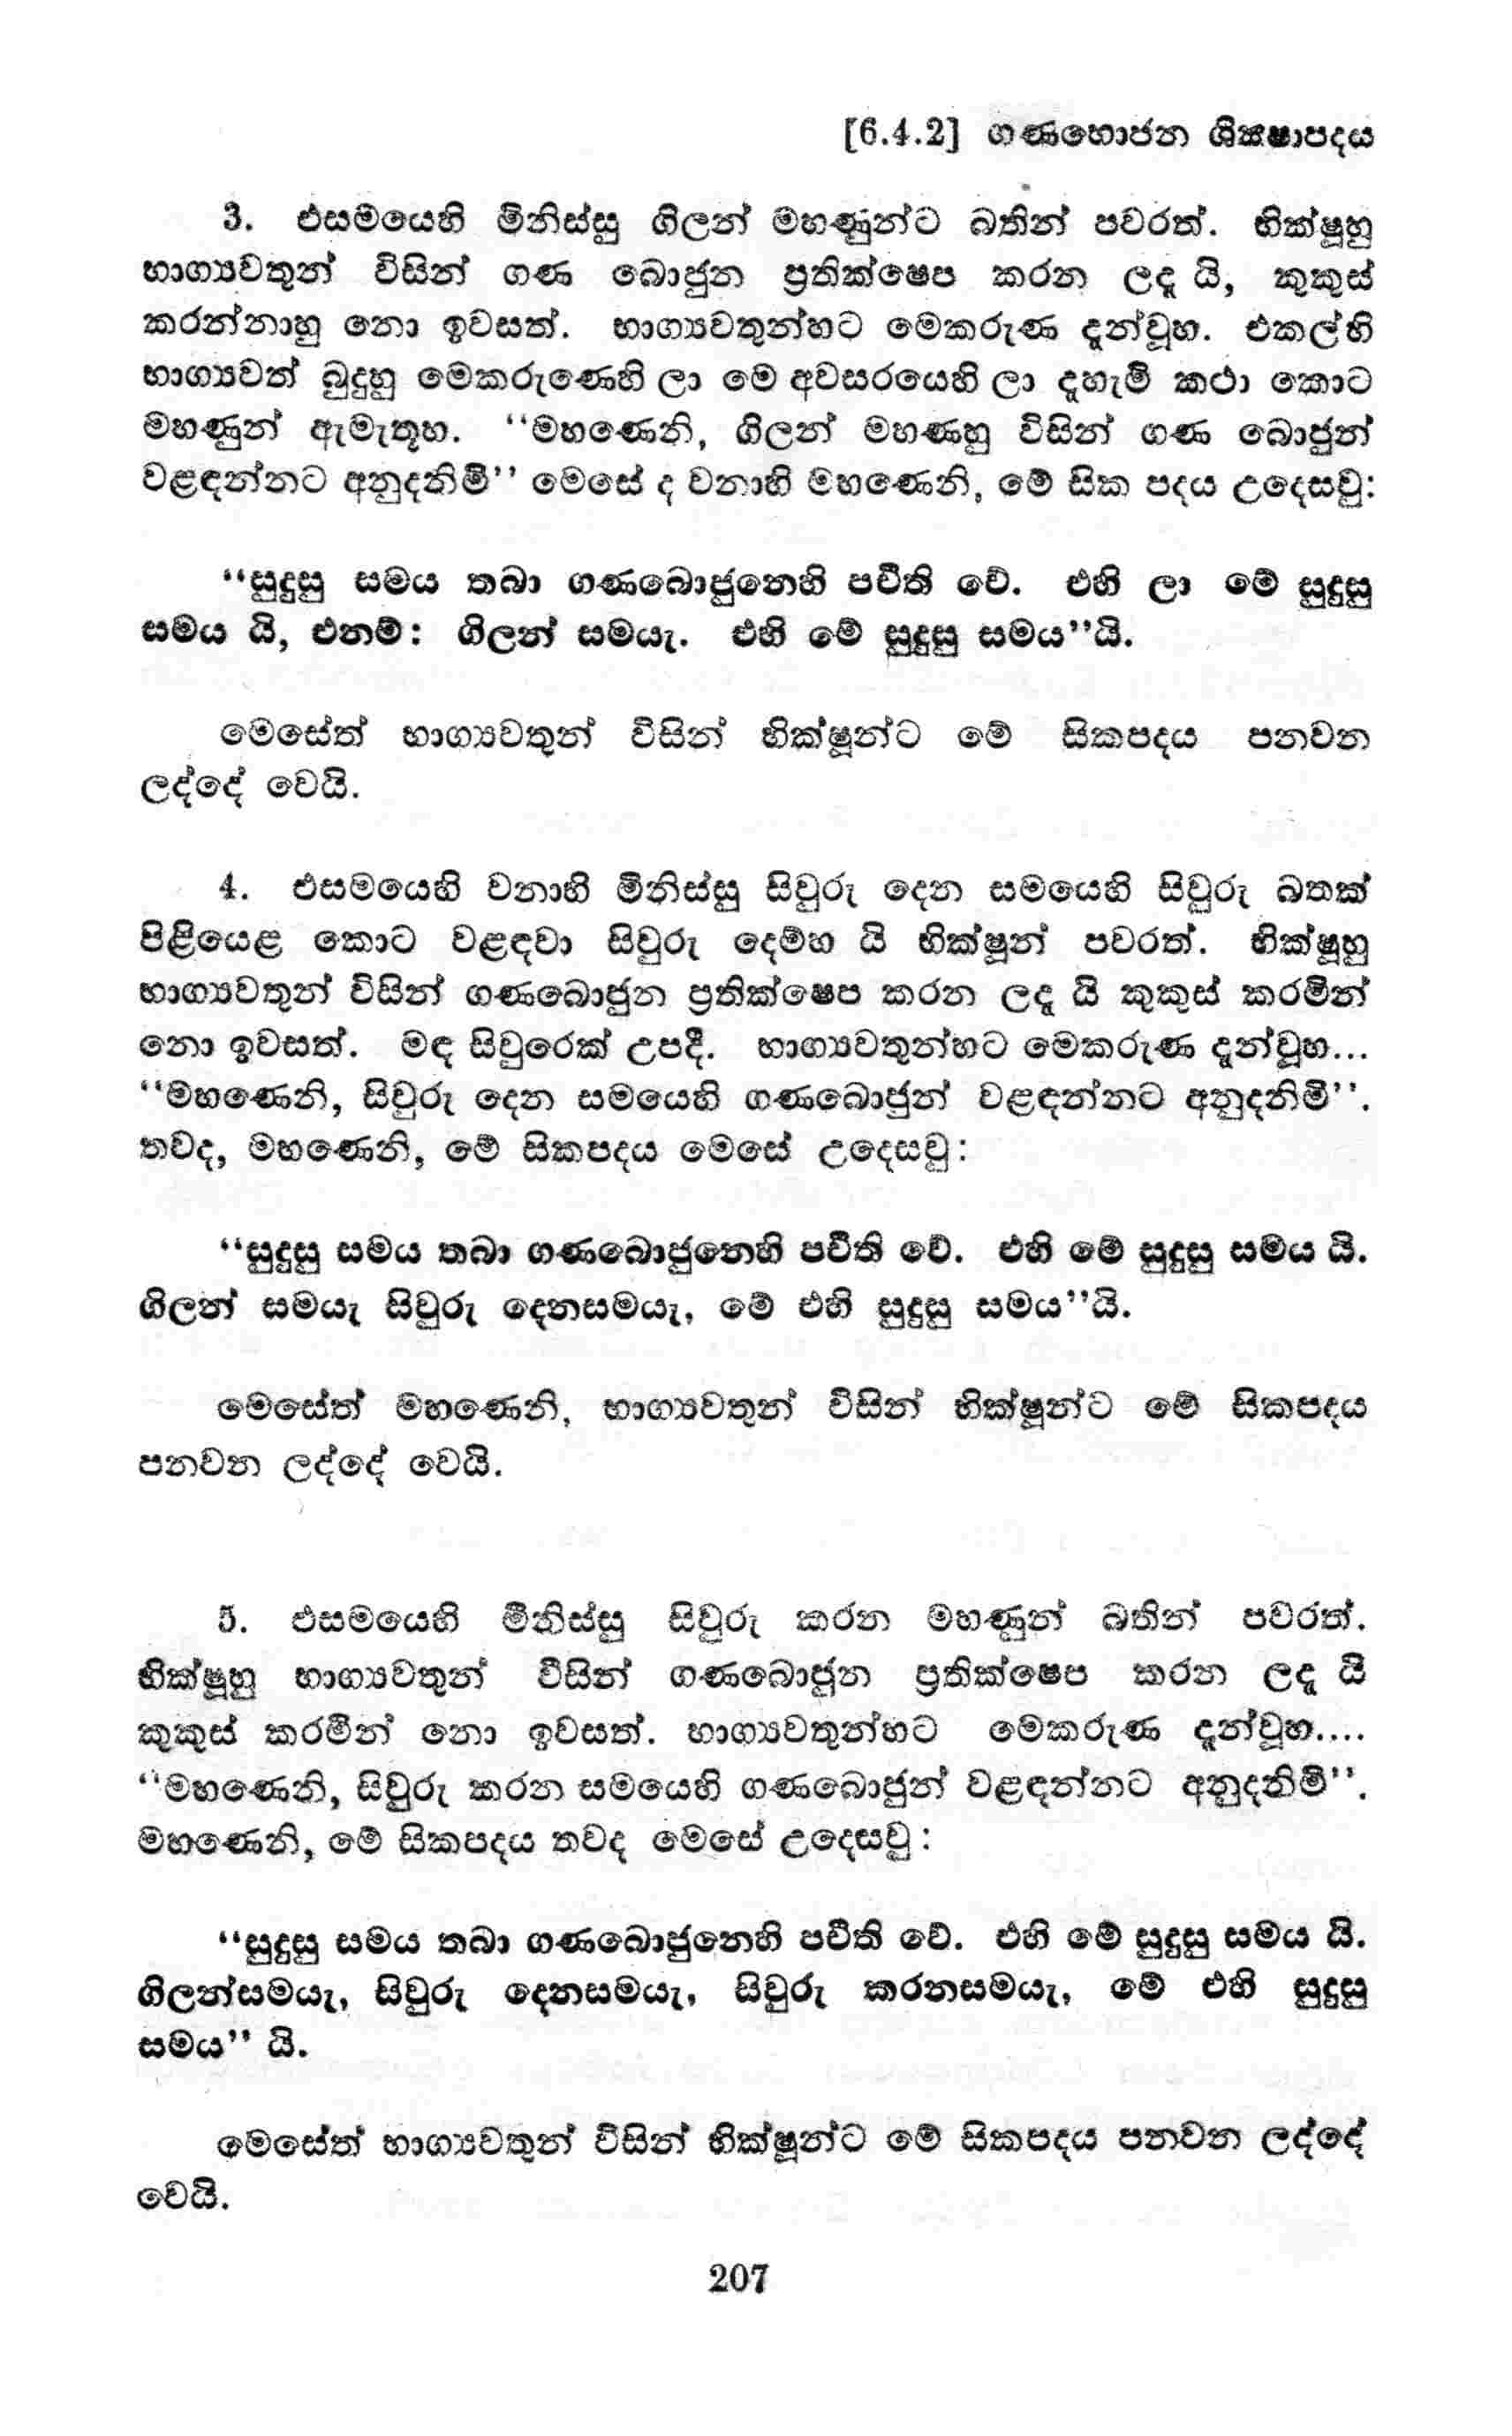 [6.4.2] ගණභොජන ශික්‍ෂාපදය
3. එසමයෙහි මිනිස්සු ගිලන් මහණුන්ට බතින් පවරත්. භික්ෂූහු
භාග්‍යවතුන් විසින් ගණ බොජුන ප්‍රතික්ෂෙප කරන ලදූ යි, කුකුස්
කරන්නාහු නො ඉවසත්. භාග්‍යවතුන්හට මෙකරුණ දැන්වූහ. එකල්හි
භාග්‍යවත් බුදුහු මෙකරුණෙහි ලා මෙ අවසරයෙහි ලා දැහැමි කථා කොට
මහණුන් ඇමැතූහ. “මහණෙනි, ගිලන් මහණහු විසින් ගණ බොජුන්
වළඳන්නට අනුදනිමි” මෙසේ ද වනාහි මහණෙනි, මේ සික පදය උදෙසවු:
“සුදුසු සමය තබා ගණබොජුනෙහි පචිති වේ. එහි ලා මේ සුදුසු
සමය යි, එනම්: ගිලන් සමයැ. එහි මේ සුදුසු සමය”යි.
මෙසේත් භාග්‍යවතුන් විසින් භික්ෂූන්ට මේ සිකපදය පනවන
ලද්දේ වෙයි.
4. එසමයෙහි වනාහි මිනිස්සු සිවුරු දෙන සමයෙහි සිවුරු බතක්
පිළියෙළ කොට වළඳවා සිවුරු දෙම්හ යි භික්ෂූන් පවරත්. භික්ෂූහු
භාග්‍යවතුන් විසින් ගණබොජුන ප්‍රතික්ෂෙප කරන ලදූ යි කුකුස් කරමින්
නො ඉවසත්. මඳ සිවුරෙක් උපදී. භාග්‍යවතුන්හට මෙකරුණ දැන්වූහ...
“මහණෙනි, සිවුරු දෙන සමයෙහි ගණබොජුන් වළඳන්නට අනුදනිමි”.
තවද, මහණෙනි, මේ සිකපදය මෙසේ උදෙසවු:
“සුදුසු සමය තබා ගණබොජුනෙහි පචිති වේ. එහි මේ සුදුසු සමය යි.
ගිලන් සමයැ සිවුරු දෙනසමයැ, මේ එහි සුදුසු සමය”යි.
මෙසේත් මහණෙනි, භාග්‍යවතුන් විසින් භික්ෂූන්ට මේ සිකපදය
පනවන ලද්දේ වෙයි.
5. එසමයෙහි මිනිස්සු සිවුරු කරන මහණුන් බතින් පවරත්.
භික්ෂූහු භාග්‍යවතුන් විසින් ගණබොජුන ප්‍රතික්ෂෙප කරන ලදූ යි
කුකුස් කරමින් නො ඉවසත්. භාග්‍යවතුන්හට මෙකරුණ දැන්වූහ....
“මහණෙනි, සිවුරු කරන සමයෙහි ගණබොජුන් වළඳන්නට අනුදනිමි”.
මහණෙනි, මේ සිකපදය තවද මෙසේ උදෙසවු:
“සුදුසු සමය තබා ගණබොජුනෙහි පචිති වේ. එහි මේ සුදුසු සමය යි.
ගිලන්සමයැ, සිවුරු දෙනසමයැ, සිවුරු කරනසමයැ, මේ එහි සුදුසු
සමය” යි.
මෙසේත් භාග්‍යවතුන් විසින් භික්ෂූන්ට මේ සිකපදය පනවන ලද්දේ
වෙයි.
207